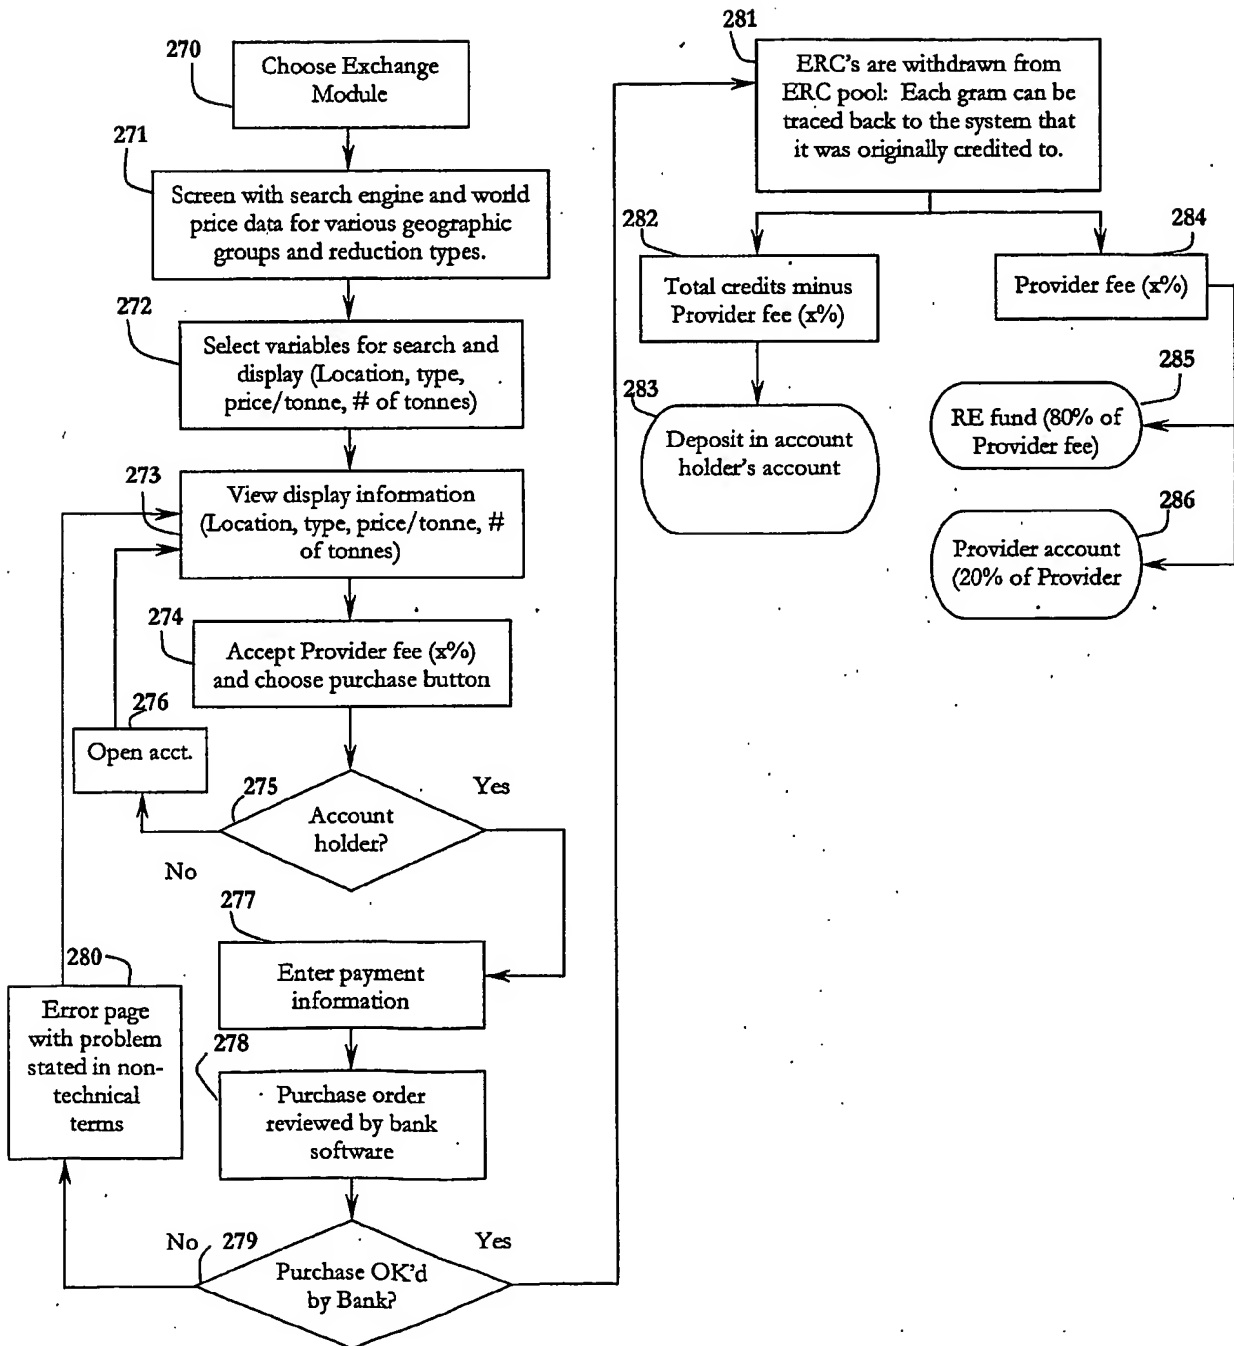 270
Choose Exchange
Module
271
Screen with search engine and world
price data for various geographic
groups and reduction types.
272
Select variables for search and
display (Location, type,
price/tonne, # of tonnes)
273
View display information
(Location, type, price/tonne, #
of tonnes)
274
Accept Provider fee (x%)
and choose purchase button
276
Open acct.
275
Account
holder?
Yes
No
277
Enter payment
information
280
Error page
with problem
stated in non-
technical
terms
278
Purchase order
reviewed by bank
software
No
279
Purchase OK'd
by Bank?
Yes
281
ERC's are withdrawn from
ERC pool: Each gram can be
traced back to the system that
it was originally credited to.
282
Total credits minus
Provider fee (x%)
284
Provider fee (x%)
283
Deposit in account
holder's account
285
RE fund (80% of
Provider fee)
286
Provider account
(20% of Provider